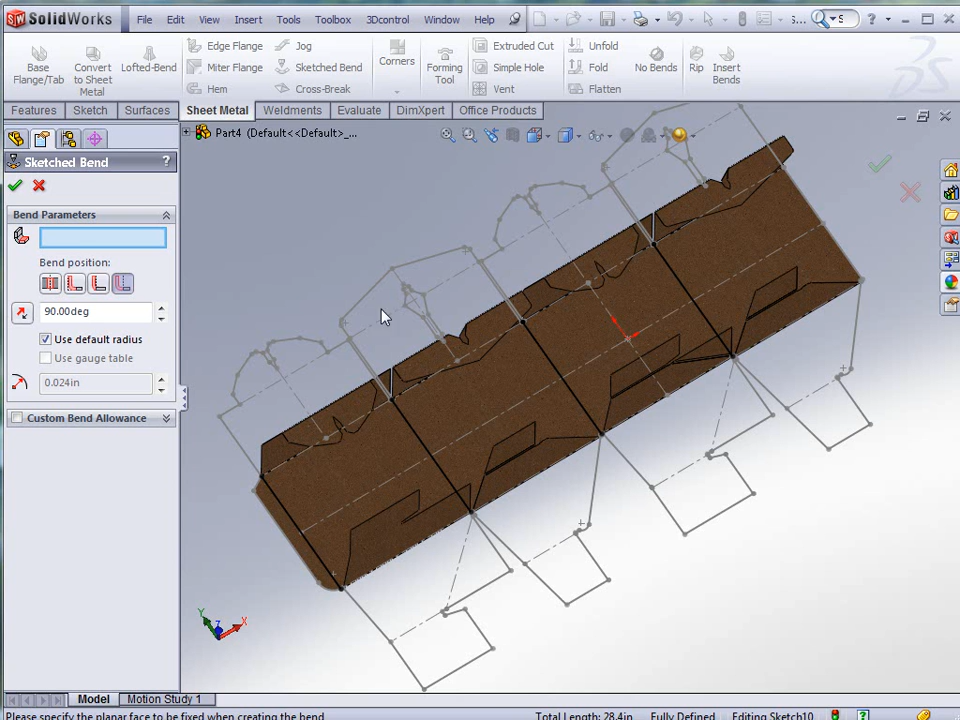 SolidWorks
File Edit View Insert Tools Toolbox 3Dcontrol Window Help
S... S ?
Base Flange/Tab
Convert to Sheet Metal
Lofted-Bend
Edge Flange
Miter Flange
Hem
Jog
Sketched Bend
Cross-Break
Corners
Forming Tool
Extruded Cut
Simple Hole
Vent
Unfold
Fold
Flatten
No Bends
Rip
Insert Bends
Features Sketch Surfaces Sheet Metal Weldments Evaluate DimXpert Office Products
Part4 (Default<<Default>_...
Sketched Bend ?
Bend Parameters
Bend position:
90.00deg
Use default radius
Use gauge table
0.024in
Custom Bend Allowance
Y
Z
X
Model Motion Study 1
Please specify the planar face to be fixed when creating the bend
Total Length: 28.4in Fully Defined Editing Sketch10